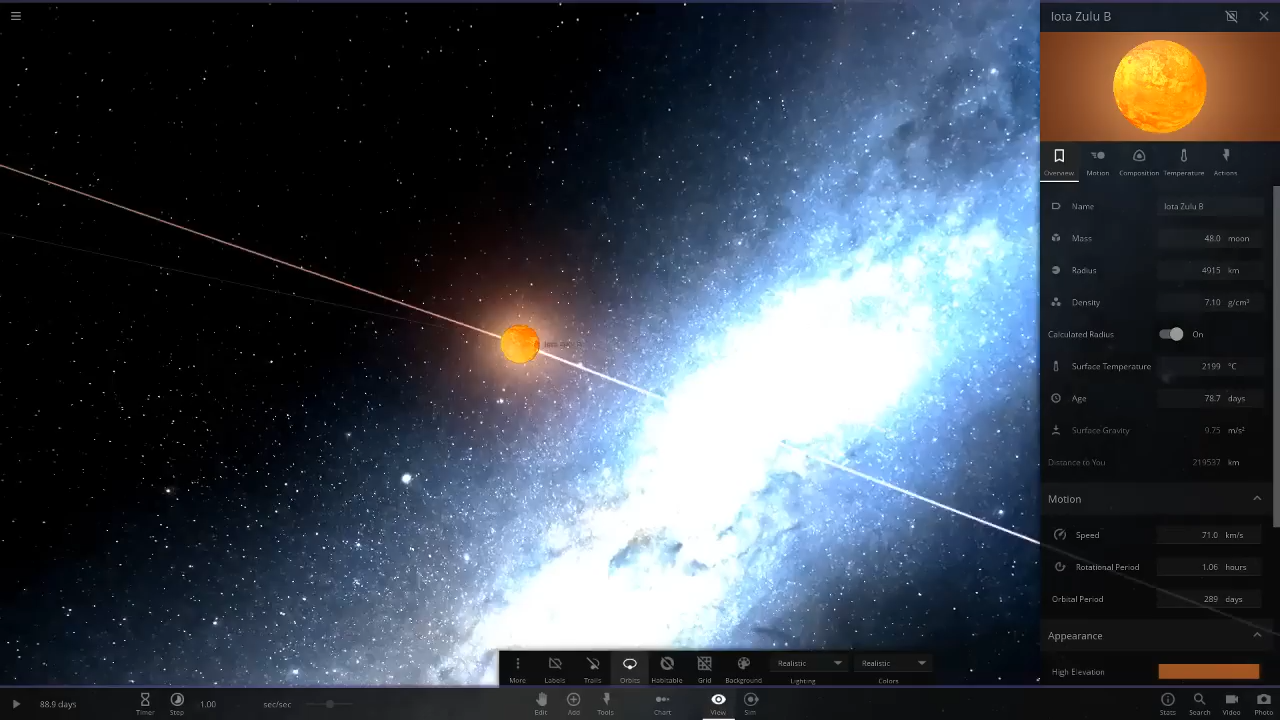 Iota Zulu B
Overview Motion Composition Temperature Actions
Name Iota Zulu B
Mass 48.0 moon
Radius 4915 km
Density 7.10 g/cm³
Calculated Radius On
Surface Temperature 2199 °C
Age 78.7 days
Surface Gravity 9.75 m/s²
Distance to You 219537 km
Motion
Speed 71.0 km/s
Rotational Period 1.06 hours
Orbital Period 289 days
Appearance
High Elevation
More Labels Trails Orbits Habitable Grid Background Realistic Lighting Realistic Colors
88.9 days Timer Step 1.00 sec/sec Edit Add Tools Chart View Sim Stats Search Video Photo